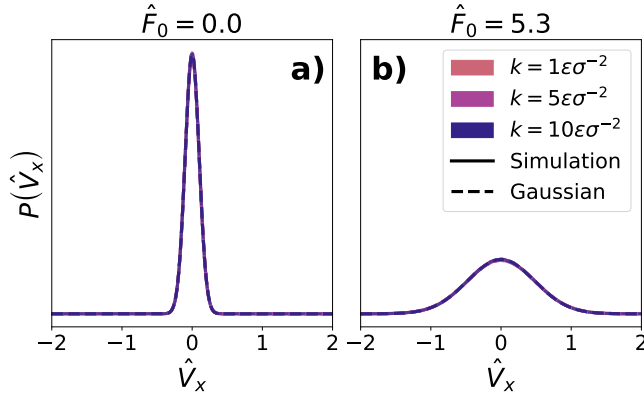 F̂₀ = 0.0
F̂₀ = 5.3
a)
b)
k = 1εσ⁻²
k = 5εσ⁻²
k = 10εσ⁻²
Simulation
Gaussian
P(V̂ₓ)
−2 −1 0 1 2
−2 −1 0 1 2
V̂ₓ
V̂ₓ